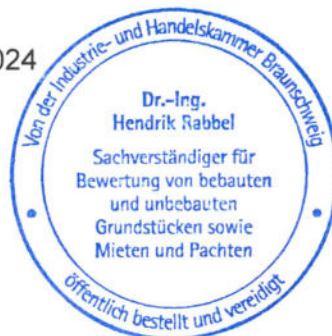 024
Von der Industrie- und Handelskammer Braunschweig
Dr.-Ing.
Hendrik Rabbel
Sachverständiger für
Bewertung von bebauten
und unbebauten
Grundstücken sowie
Mieten und Pachten
öffentlich bestellt und vereidigt